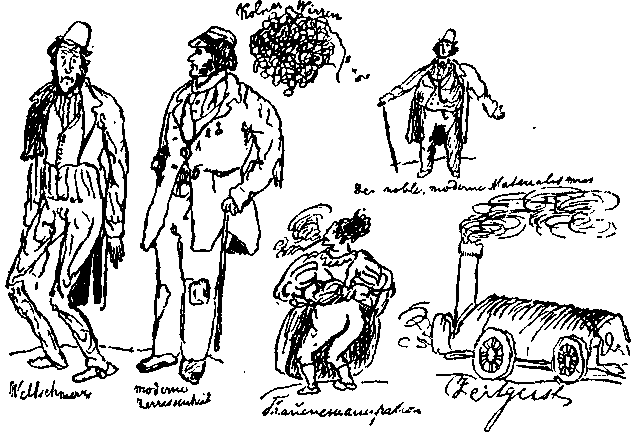 Kölner Wirren
Der noble, moderne Materialismus
Weltschmerz
moderne
Zerrissenheit
Frauenemancipation
Zeitgeist